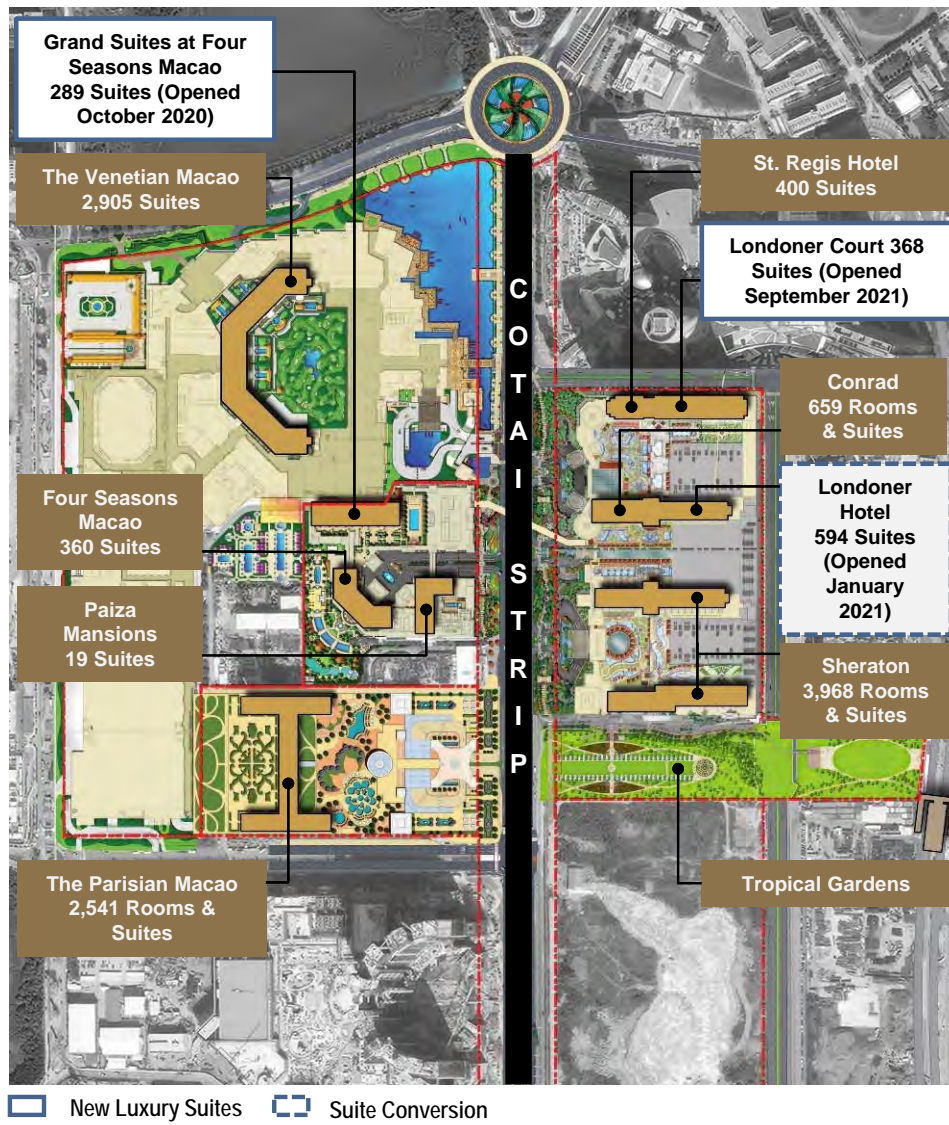 Grand Suites at Four
Seasons Macao
289 Suites (Opened
October 2020)
The Venetian Macao
2,905 Suites
St. Regis Hotel
400 Suites
Londoner Court 368
Suites (Opened
September 2021)
Conrad
659 Rooms
& Suites
Four Seasons
Macao
360 Suites
Londoner
Hotel
594 Suites
(Opened
January
2021)
Paiza
Mansions
19 Suites
Sheraton
3,968 Rooms
& Suites
COTAI STRIP
The Parisian Macao
2,541 Rooms &
Suites
Tropical Gardens
New Luxury Suites
Suite Conversion